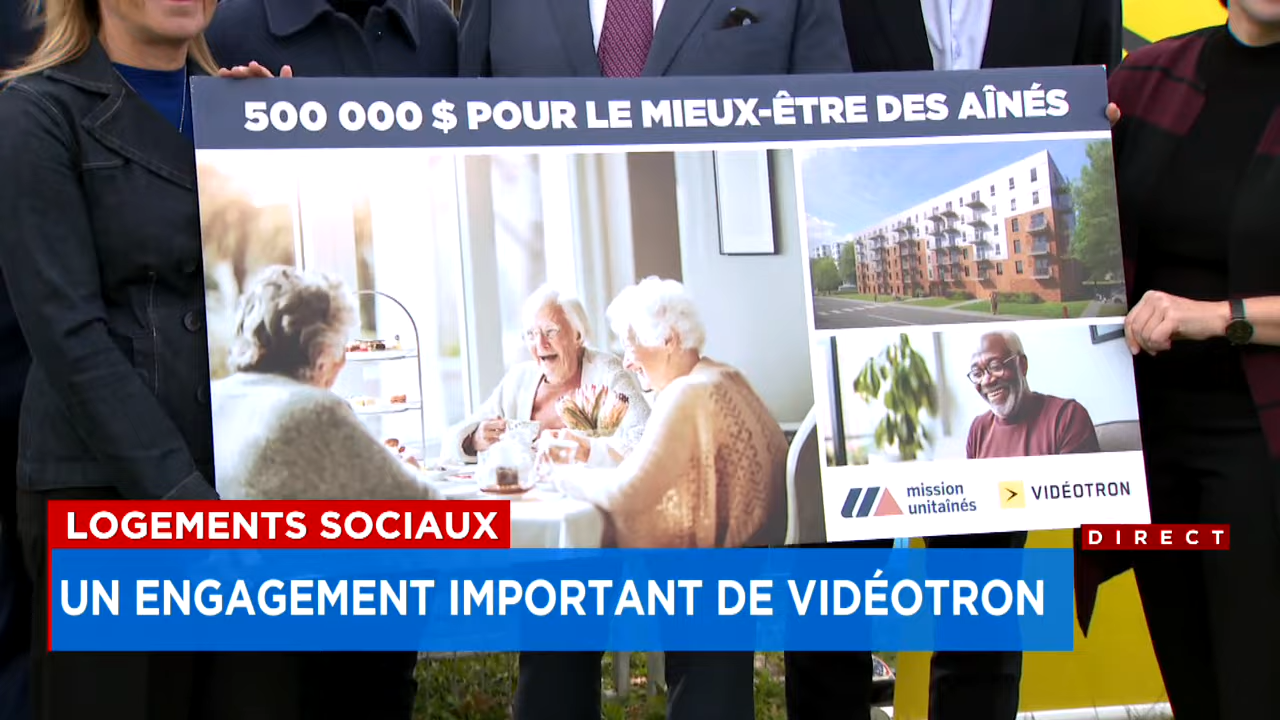 500 000 $ POUR LE MIEUX-ÊTRE DES AÎNÉS
mission
unitaînés
VIDÉOTRON
LOGEMENTS SOCIAUX
DIRECT
UN ENGAGEMENT IMPORTANT DE VIDÉOTRON